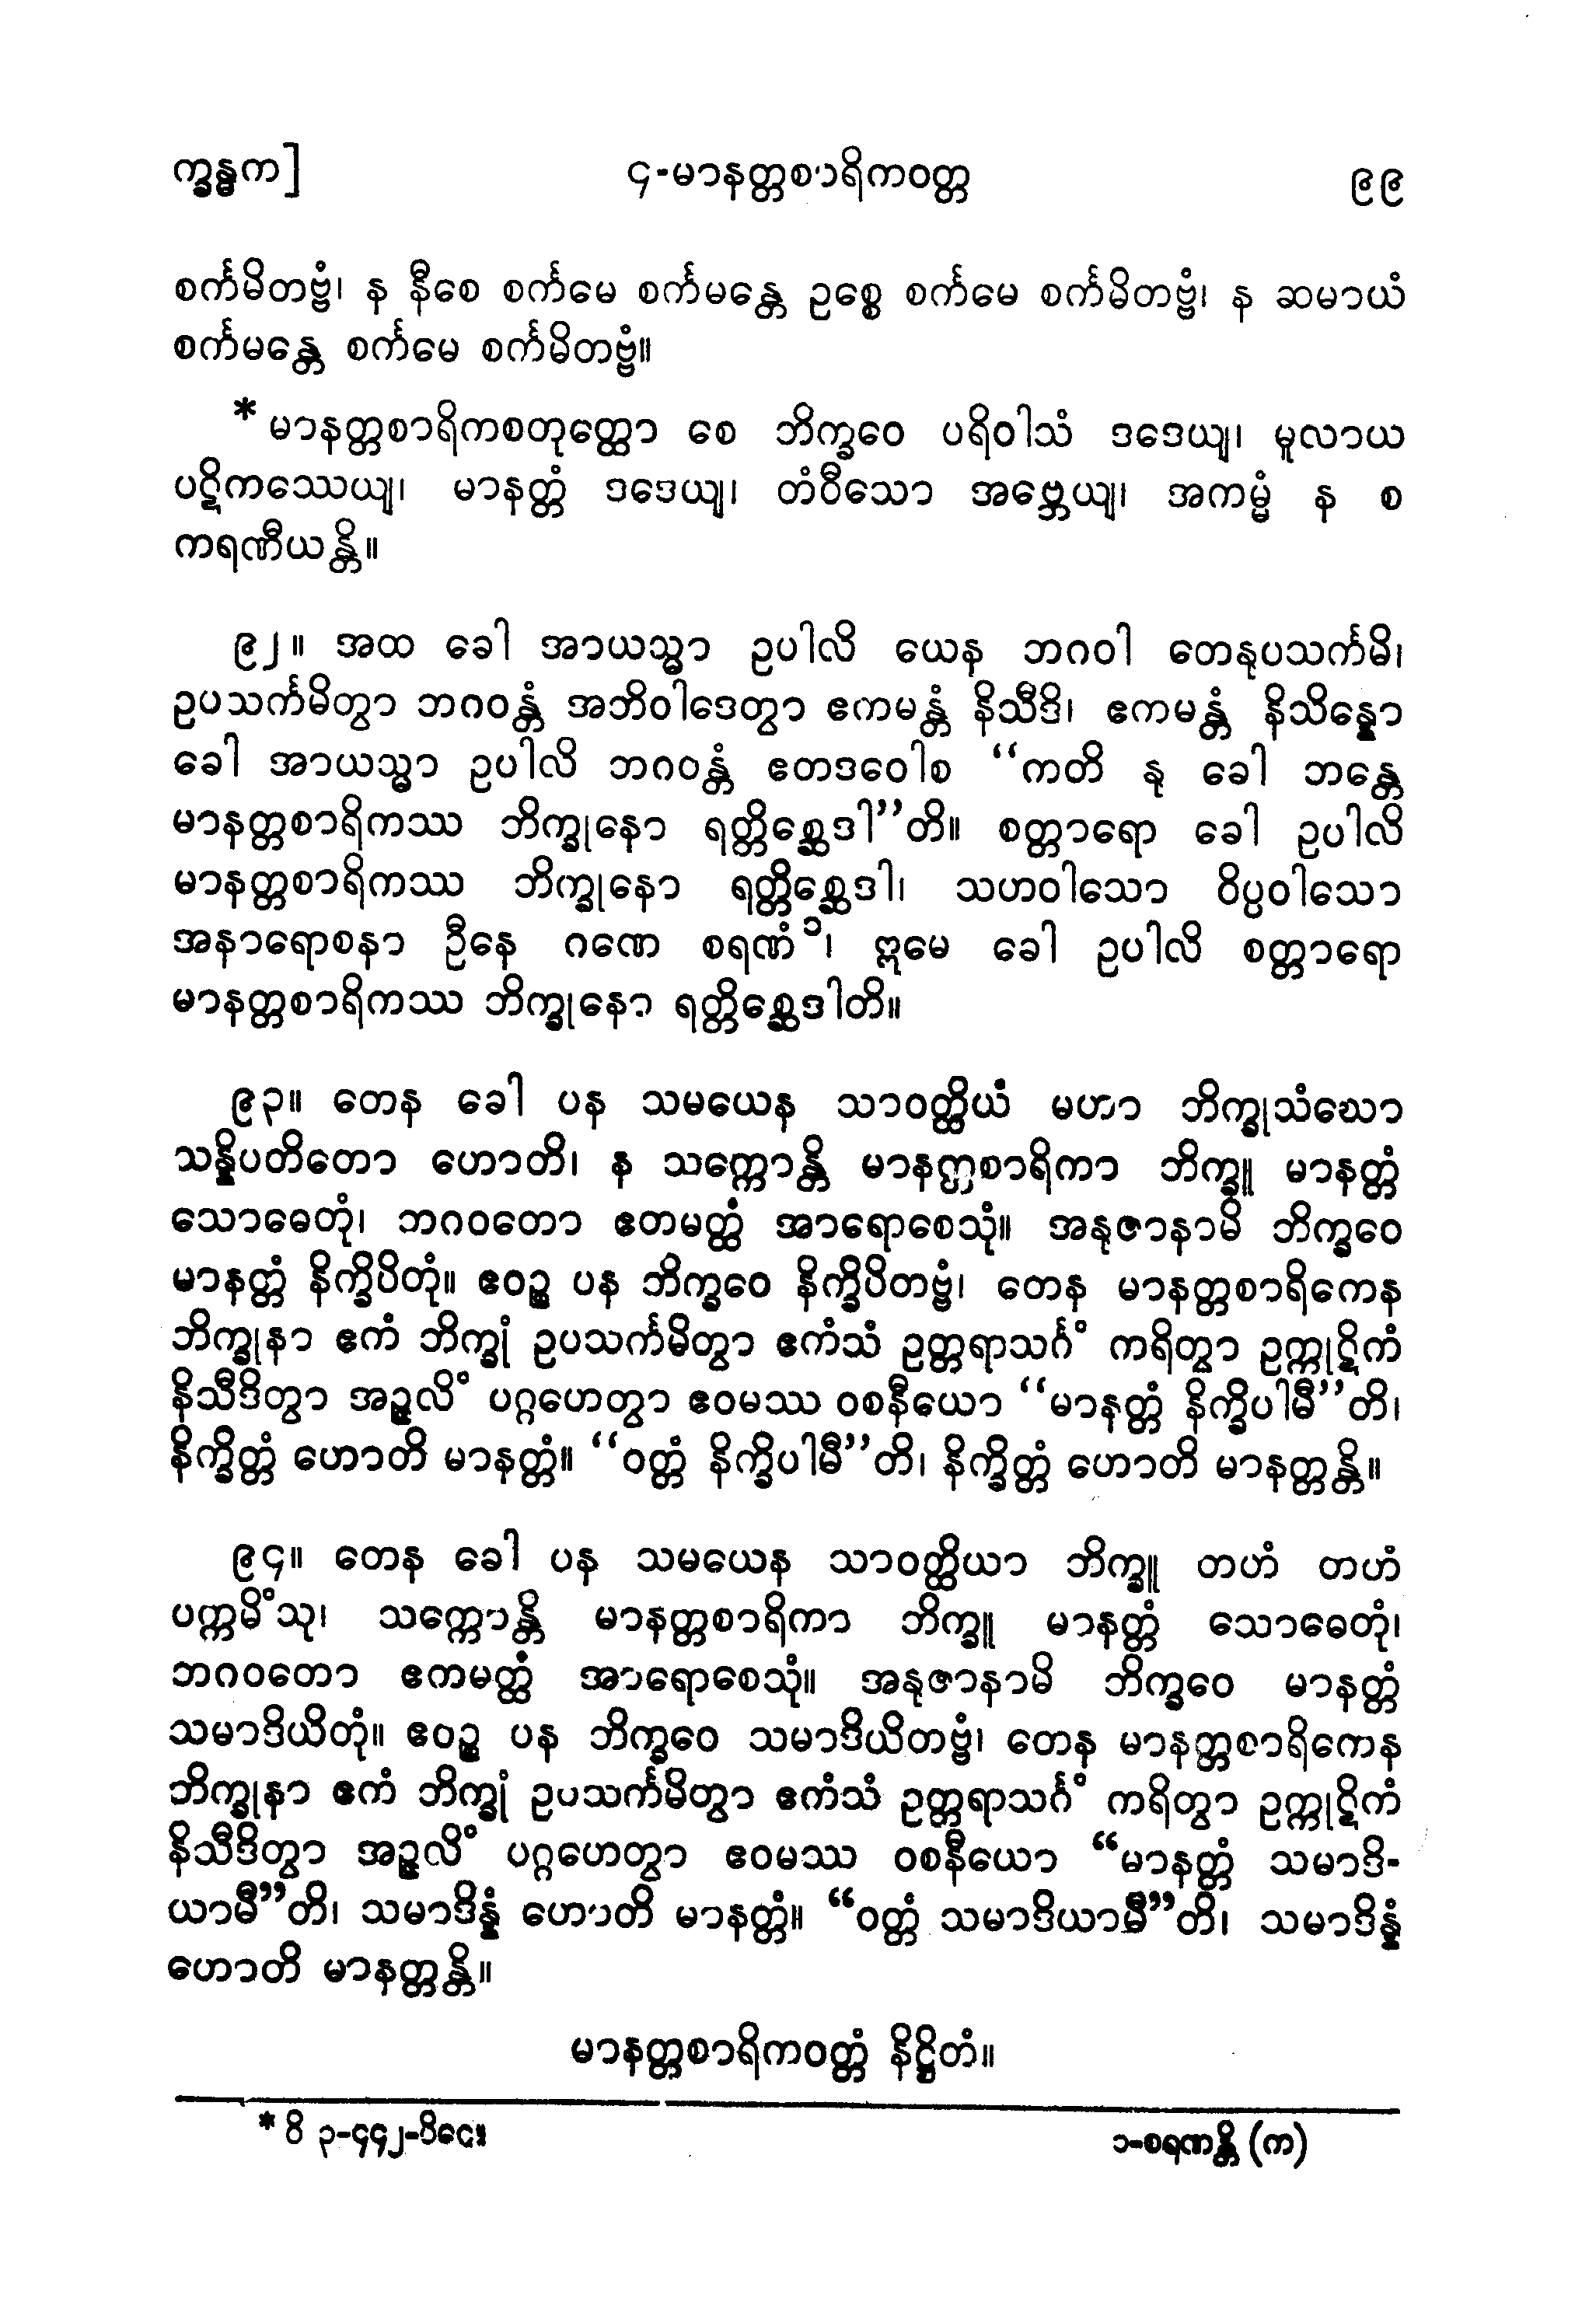 က္ခန္ဓက]
၄-မာနတ္တစာရိကဝတ္တ
၉၉
စင်္ကမိတဗ္ဗံ၊ န နီစေ စင်္ကမေ စင်္ကမန္တေ ဥစ္စေ စင်္ကမေ စင်္ကမိတဗ္ဗံ၊ န ဆမာယံ
စင်္ကမန္တေ စင်္ကမေ စင်္ကမိတဗ္ဗံ။
* မာနတ္တစာရိကစတုတ္ထော စေ ဘိက္ခဝေ ပရိဝါသံ ဒဒေယျ၊ မူလာယ
ပဋိကဿေယျ၊ မာနတ္တံ ဒဒေယျ၊ တံဝီသော အဗ္ဘေယျ၊ အကမ္မံ န စ
ကရဏီယန္တိ။
၉၂။ အထ ခေါ အာယသ္မာ ဥပါလိ ယေန ဘဂဝါ တေနုပသင်္ကမိ၊
ဥပသင်္ကမိတွာ ဘဂဝန္တံ အဘိဝါဒေတွာ ဧကမန္တံ နိသီဒိ၊ ဧကမန္တံ နိသိန္နော
ခေါ အာယသ္မာ ဥပါလိ ဘဂဝန္တံ ဧတဒဝေါစ “ကတိ နု ခေါ ဘန္တေ
မာနတ္တစာရိကဿ ဘိက္ခုနော ရတ္တိစ္ဆေဒါ”တိ။ စတ္တာရော ခေါ ဥပါလိ
မာနတ္တစာရိကဿ ဘိက္ခုနော ရတ္တိစ္ဆေဒါ၊ သဟဝါသော ဝိပ္ပဝါသော
အနာရောစနာ ဦနေ ဂဏေ စရဏံ ၁၊ ဣမေ ခေါ ဥပါလိ စတ္တာရော
မာနတ္တစာရိကဿ ဘိက္ခုနော ရတ္တိစ္ဆေဒါတိ။
၉၃။ တေန ခေါ ပန သမယေန သာဝတ္ထိယံ မဟာ ဘိက္ခုသံဃော
သန္နိပတိတော ဟောတိ၊ န သက္ကောန္တိ မာနတ္တစာရိကာ ဘိက္ခူ မာနတ္တံ
သောဓေတုံ၊ ဘဂဝတော ဧတမတ္ထံ အာရောစေသုံ။ အနုဇာနာမိ ဘိက္ခဝေ
မာနတ္တံ နိက္ခိပိတုံ။ ဧဝဉ္စ ပန ဘိက္ခဝေ နိက္ခိပိတဗ္ဗံ၊ တေန မာနတ္တစာရိကေန
ဘိက္ခုနာ ဧကံ ဘိက္ခုံ ဥပသင်္ကမိတွာ ဧကံသံ ဥတ္တရာသင်္ဂံ ကရိတွာ ဥက္ကုဋိကံ
နိသီဒိတွာ အဉ္ဇလိံ ပဂ္ဂဟေတွာ ဧဝမဿ ဝစနီယော “မာနတ္တံ နိက္ခိပါမီ”တိ၊
နိက္ခိတ္တံ ဟောတိ မာနတ္တံ။ “ဝတ္တံ နိက္ခိပါမီ”တိ၊ နိက္ခိတ္တံ ဟောတိ မာနတ္တန္တိ။
၉၄။ တေန ခေါ ပန သမယေန သာဝတ္ထိယာ ဘိက္ခူ တဟံ တဟံ
ပက္ကမိံသု၊ သက္ကောန္တိ မာနတ္တစာရိကာ ဘိက္ခူ မာနတ္တံ သောဓေတုံ၊
ဘဂဝတော ဧကမတ္ထံ အာရောစေသုံ။ အနုဇာနာမိ ဘိက္ခဝေ မာနတ္တံ
သမာဒိယိတုံ။ ဧဝဉ္စ ပန ဘိက္ခဝေ သမာဒိယိတဗ္ဗံ၊ တေန မာနတ္တစာရိကေန
ဘိက္ခုနာ ဧကံ ဘိက္ခုံ ဥပသင်္ကမိတွာ ဧကံသံ ဥတ္တရာသင်္ဂံ ကရိတွာ ဥက္ကုဋိကံ
နိသီဒိတွာ အဉ္ဇလိံ ပဂ္ဂဟေတွာ ဧဝမဿ ဝစနီယော “မာနတ္တံ သမာဒိ-
ယာမီ”တိ၊ သမာဒိန္နံ ဟောတိ မာနတ္တံ။ “ဝတ္တံ သမာဒိယာမီ”တိ၊ သမာဒိန္နံ
ဟောတိ မာနတ္တန္တိ။
မာနတ္တစာရိကဝတ္တံ နိဋ္ဌိတံ။
* ဝိ ၃-၄၄၂-ပိဋ္ဌေ။
၁-စရဏန္တိ (က)